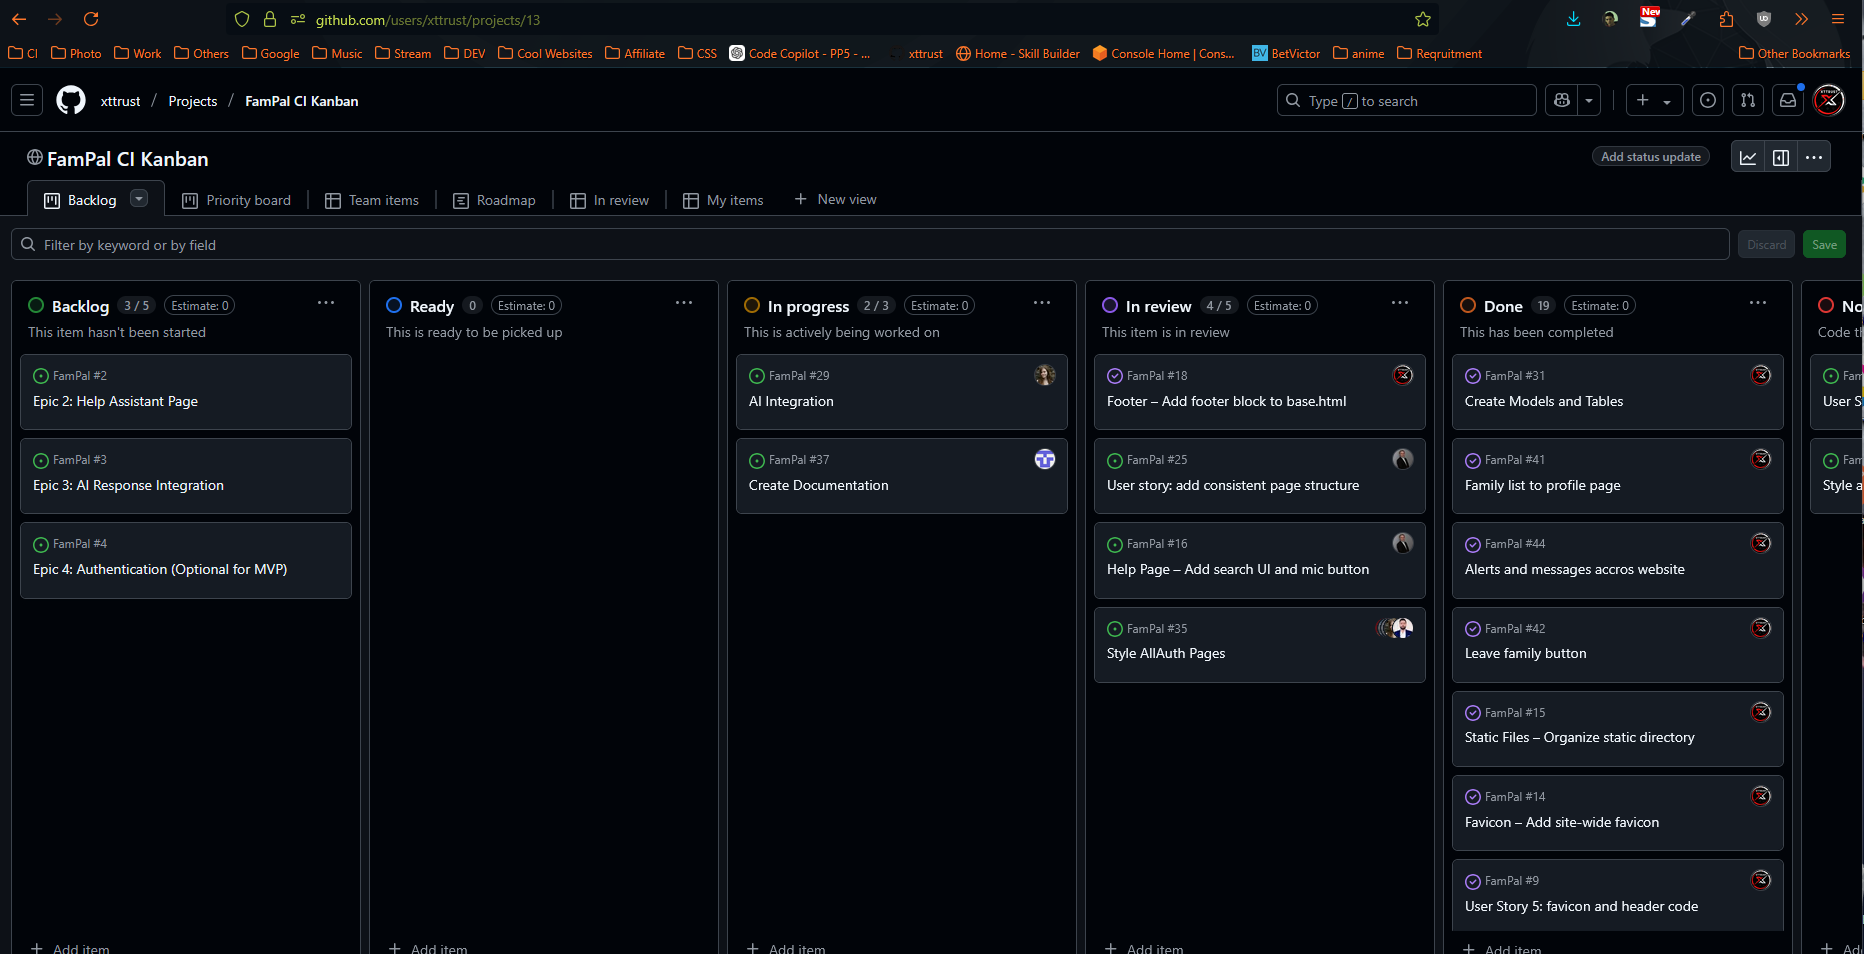 github.com/users/xttrust/projects/13
New
CI Photo Work Others Google Music Stream DEV Cool Websites Affiliate CSS Code Copilot - PP5 - ... xttrust Home - Skill Builder Console Home | Cons... BV BetVictor anime Reqruitment Other Bookmarks
xttrust / Projects / FamPal CI Kanban
Type / to search
FamPal CI Kanban
Add status update
Backlog Priority board Team items Roadmap In review My items New view
Filter by keyword or by field
Discard Save
Backlog 3 / 5 Estimate: 0
This item hasn't been started
FamPal #2
Epic 2: Help Assistant Page
FamPal #3
Epic 3: AI Response Integration
FamPal #4
Epic 4: Authentication (Optional for MVP)
Add item
Ready 0 Estimate: 0
This is ready to be picked up
Add item
In progress 2 / 3 Estimate: 0
This is actively being worked on
FamPal #29
AI Integration
FamPal #37
Create Documentation
Add item
In review 4 / 5 Estimate: 0
This item is in review
FamPal #18
Footer – Add footer block to base.html
FamPal #25
User story: add consistent page structure
FamPal #16
Help Page – Add search UI and mic button
FamPal #35
Style AllAuth Pages
Add item
Done 19 Estimate: 0
This has been completed
FamPal #31
Create Models and Tables
FamPal #41
Family list to profile page
FamPal #44
Alerts and messages accros website
FamPal #42
Leave family button
FamPal #15
Static Files – Organize static directory
FamPal #14
Favicon – Add site-wide favicon
FamPal #9
User Story 5: favicon and header code
Add item
No
Code th
Fam
User S
Fam
Style a
Ad